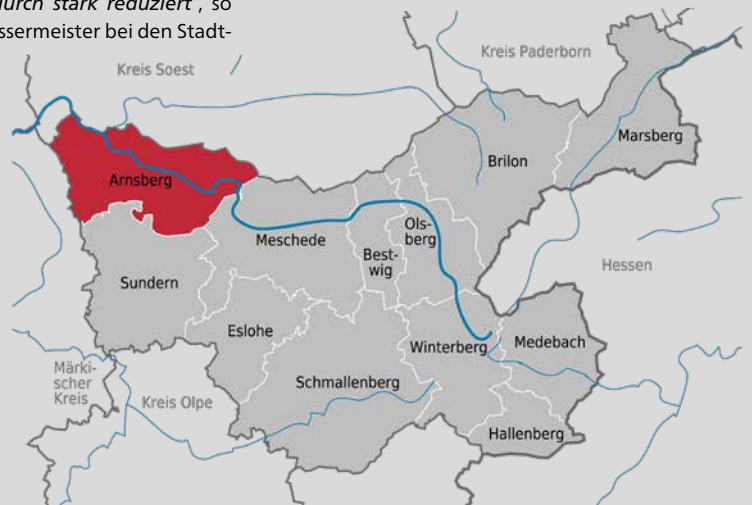 durch stark reduziert", so
ssermeister bei den Stadt-
Kreis Soest
Kreis Paderborn
Marsberg
Brilon
Arnsberg
Ols-
berg
Meschede
Best-
wig
Hessen
Sundern
Eslohe
Winterberg
Medebach
Märki-
scher
Kreis
Schmallenberg
Kreis Olpe
Hallenberg